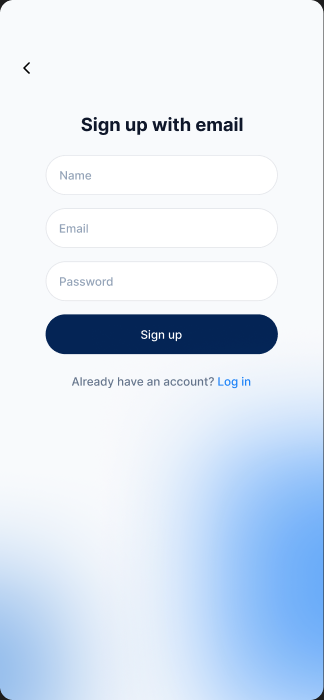 Sign up with email
Name
Email
Password
Sign up
Already have an account? Log in